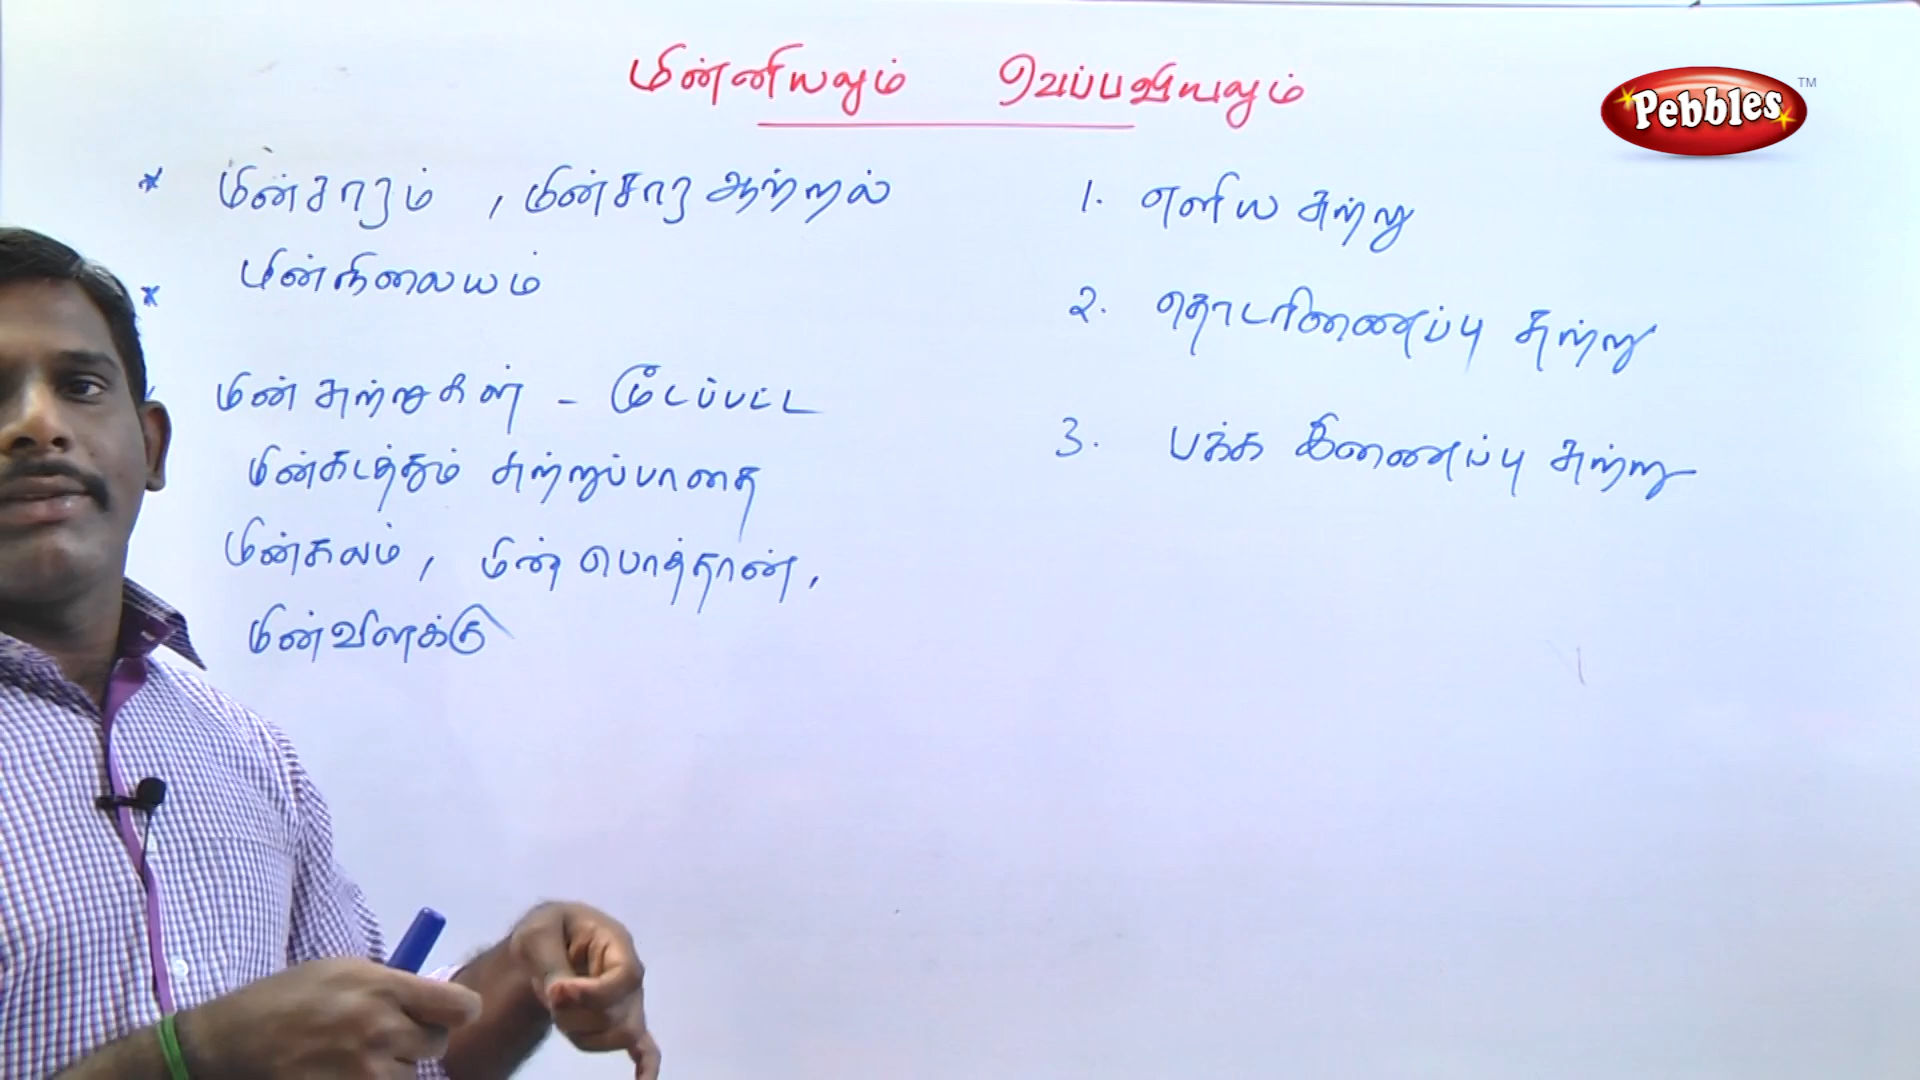 மின்னியலும் வெப்பவியலும்
Pebbles TM
* மின்சாரம் , மின்சார ஆற்றல்
* மின்நிலையம்
மின் சுற்றுகள் - மூடப்பட்ட
மின்கடத்தும் சுற்றுப்பாதை
மின்கலம் , மின் பொத்தான் ,
மின்விளக்கு
1. எளிய சுற்று
2. தொடரிணைப்பு சுற்று
3. பக்க இணைப்பு சுற்று